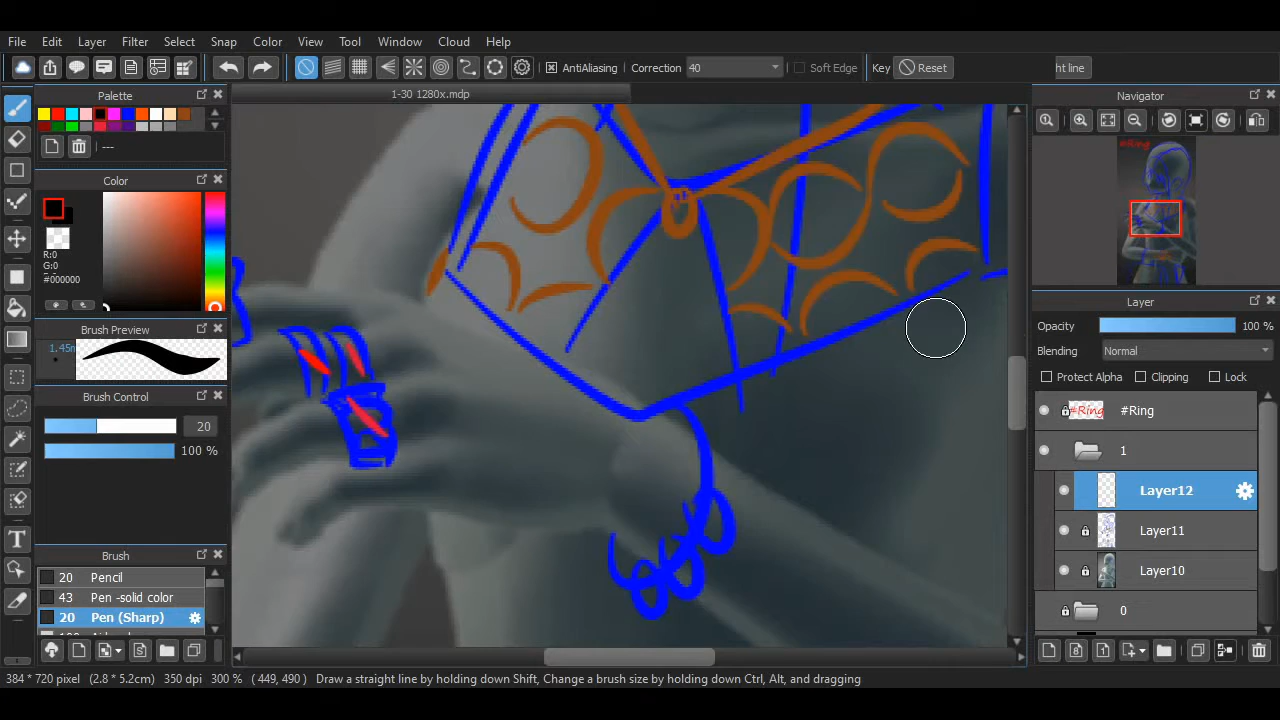 File Edit Layer Filter Select Snap Color View Tool Window Cloud Help
AntiAliasing Correction 40 Soft Edge Key Reset ht line
Palette
1-30 1280x.mdp
Navigator
---
Color
#Ring
R:0
G:0
#000000
Layer
Opacity 100 %
Brush Preview
Blending Normal
Protect Alpha Clipping Lock
Brush Control
#Ring #Ring
20
100 %
1
Layer12
Layer11
Brush
Layer10
20 Pencil
43 Pen -solid color
20 Pen (Sharp)
0
384 * 720 pixel (2.8 * 5.2cm) 350 dpi 300 % ( 449, 490 ) Draw a straight line by holding down Shift, Change a brush size by holding down Ctrl, Alt, and dragging